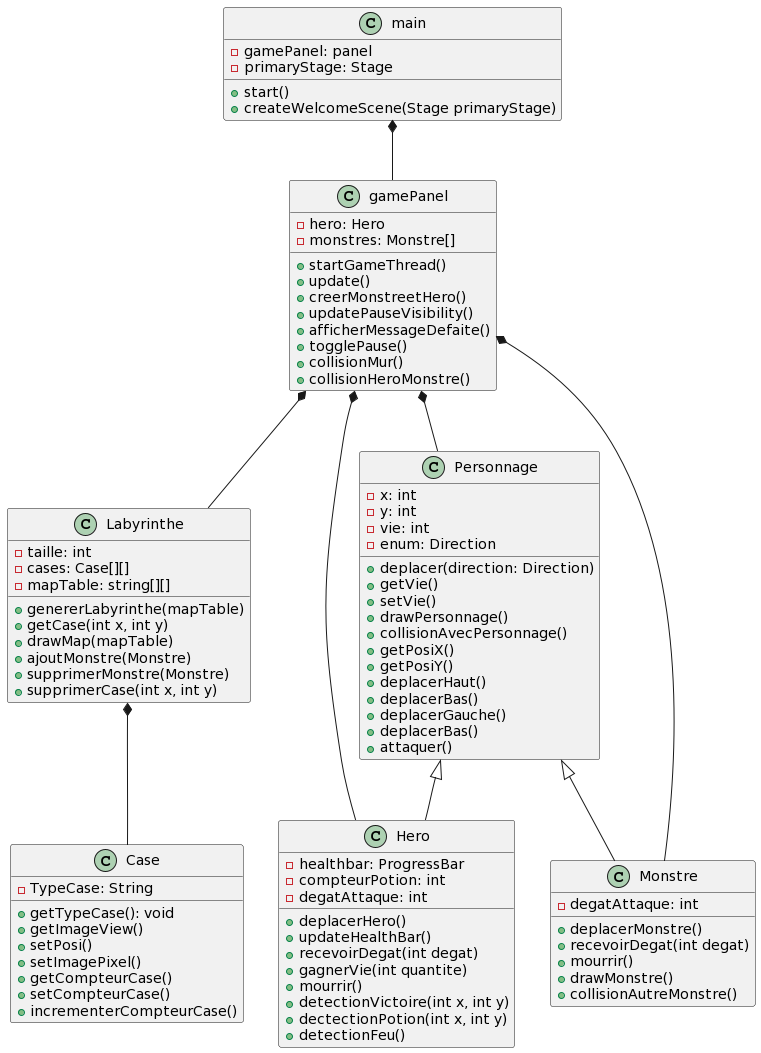 C main
gamePanel: panel
primaryStage: Stage
start()
createWelcomeScene(Stage primaryStage)
C gamePanel
hero: Hero
monstres: Monstre[]
startGameThread()
update()
creerMonstreetHero()
updatePauseVisibility()
afficherMessageDefaite()
togglePause()
collisionMur()
collisionHeroMonstre()
C Labyrinthe
taille: int
cases: Case[][]
mapTable: string[][]
genererLabyrinthe(mapTable)
getCase(int x, int y)
drawMap(mapTable)
ajoutMonstre(Monstre)
supprimerMonstre(Monstre)
supprimerCase(int x, int y)
C Personnage
x: int
y: int
vie: int
enum: Direction
deplacer(direction: Direction)
getVie()
setVie()
drawPersonnage()
collisionAvecPersonnage()
getPosiX()
getPosiY()
deplacerHaut()
deplacerBas()
deplacerGauche()
deplacerBas()
attaquer()
C Case
TypeCase: String
getTypeCase(): void
getImageView()
setPosi()
setImagePixel()
getCompteurCase()
setCompteurCase()
incrementerCompteurCase()
C Hero
healthbar: ProgressBar
compteurPotion: int
degatAttaque: int
deplacerHero()
updateHealthBar()
recevoirDegat(int degat)
gagnerVie(int quantite)
mourrir()
detectionVictoire(int x, int y)
dectectionPotion(int x, int y)
detectionFeu()
C Monstre
degatAttaque: int
deplacerMonstre()
recevoirDegat(int degat)
mourrir()
drawMonstre()
collisionAutreMonstre()